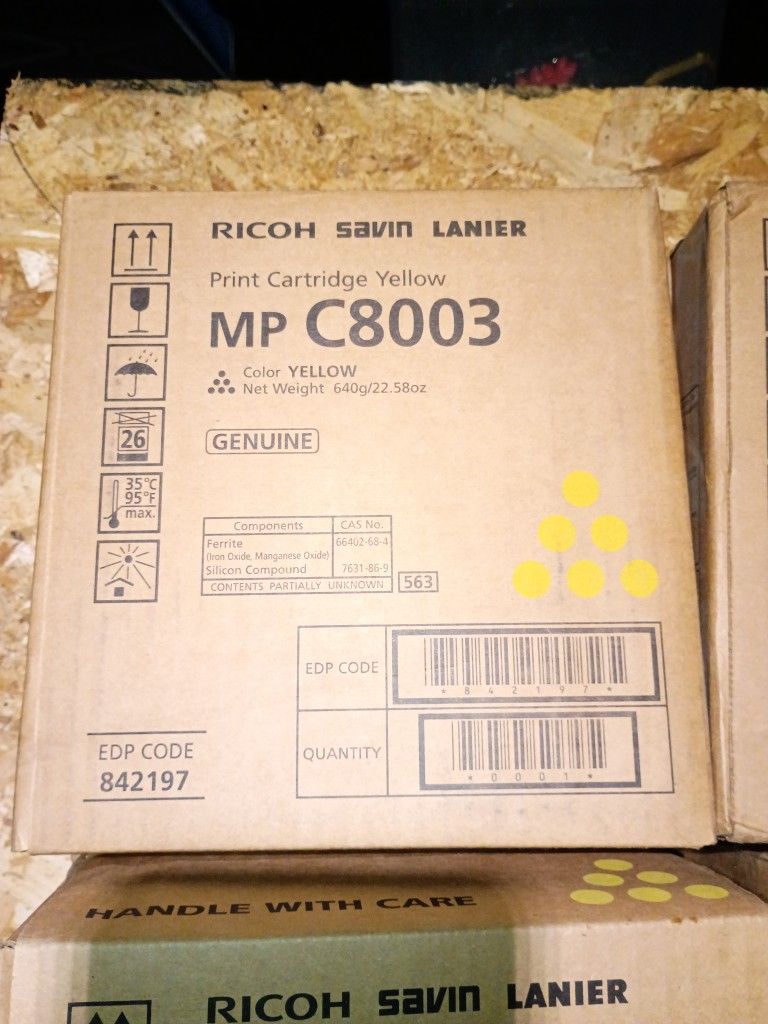 RICOH SAVIN LANIER
Print Cartridge Yellow
MP C8003
Color YELLOW
Net Weight 640g/22.58oz
26
GENUINE
35°C
95°F
max.
Components CAS No.
Ferrite 66402-68-4
(Iron Oxide, Manganese Oxide)
Silicon Compound 7631-86-9
CONTENTS PARTIALLY UNKNOWN 563
EDP CODE
*842197*
QUANTITY
*0001*
EDP CODE
842197
HANDLE WITH CARE
RICOH SAVIN LANIER